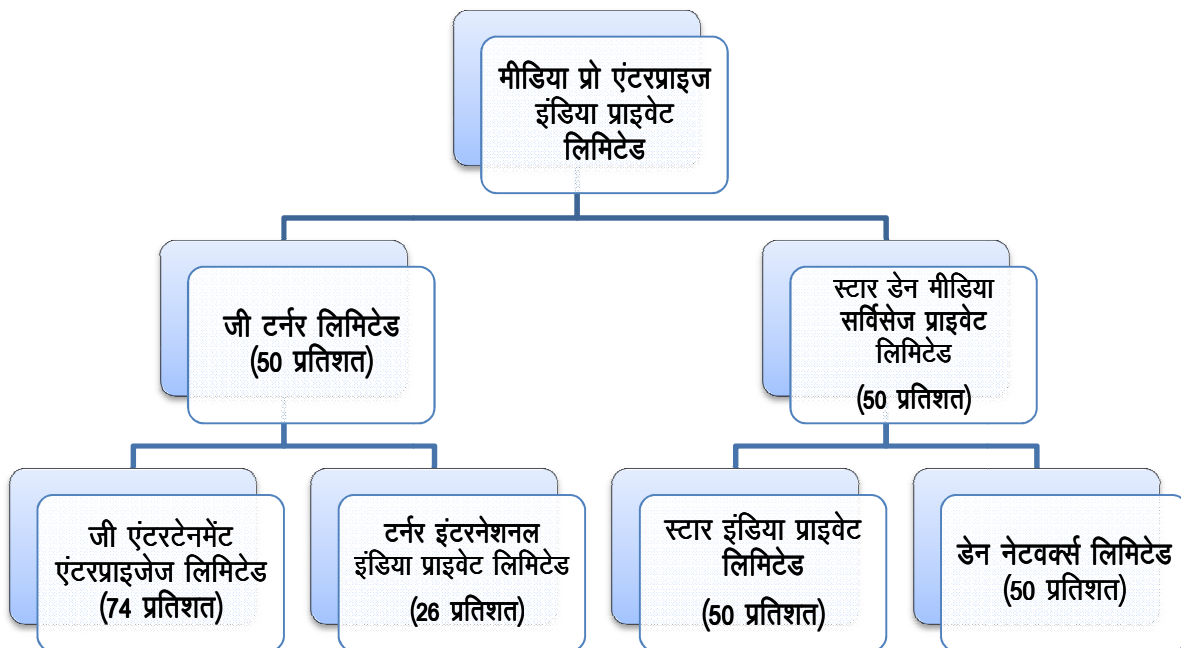 मीडिया प्रो एंटरप्राइज
इंडिया प्राइवेट
लिमिटेड
जी टर्नर लिमिटेड
(50 प्रतिशत)
स्टार डेन मीडिया
सर्विसेज प्राइवेट
लिमिटेड
(50 प्रतिशत)
जी एंटरटेनमेंट
एंटरप्राइजेज लिमिटेड
(74 प्रतिशत)
टर्नर इंटरनेशनल
इंडिया प्राइवेट लिमिटेड
(26 प्रतिशत)
स्टार इंडिया प्राइवेट
लिमिटेड
(50 प्रतिशत)
डेन नेटवर्क्स लिमिटेड
(50 प्रतिशत)